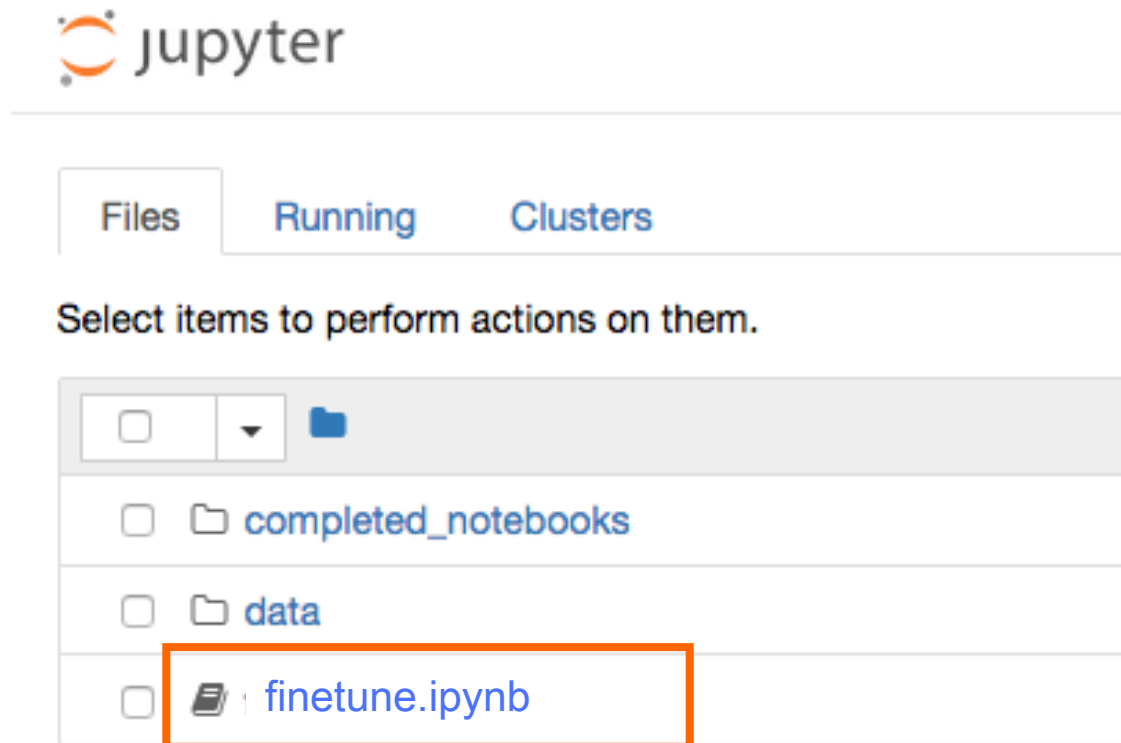 jupyter
Files Running Clusters
Select items to perform actions on them.
completed_notebooks
data
finetune.ipynb